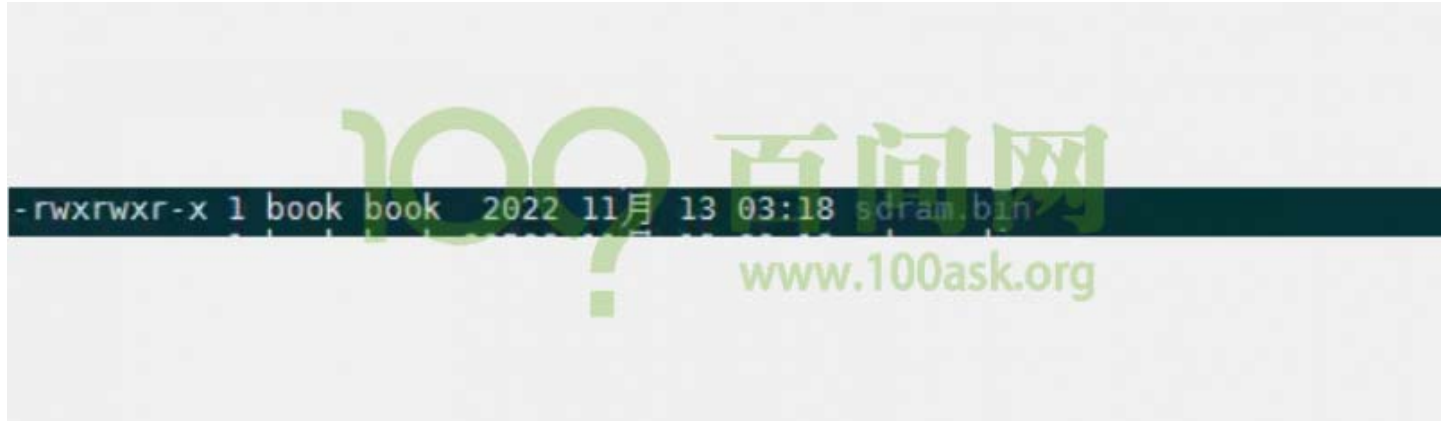 百问网
-rwxrwxr-x 1 book book 2022 11月 13 03:18 sdram.bin
www.100ask.org